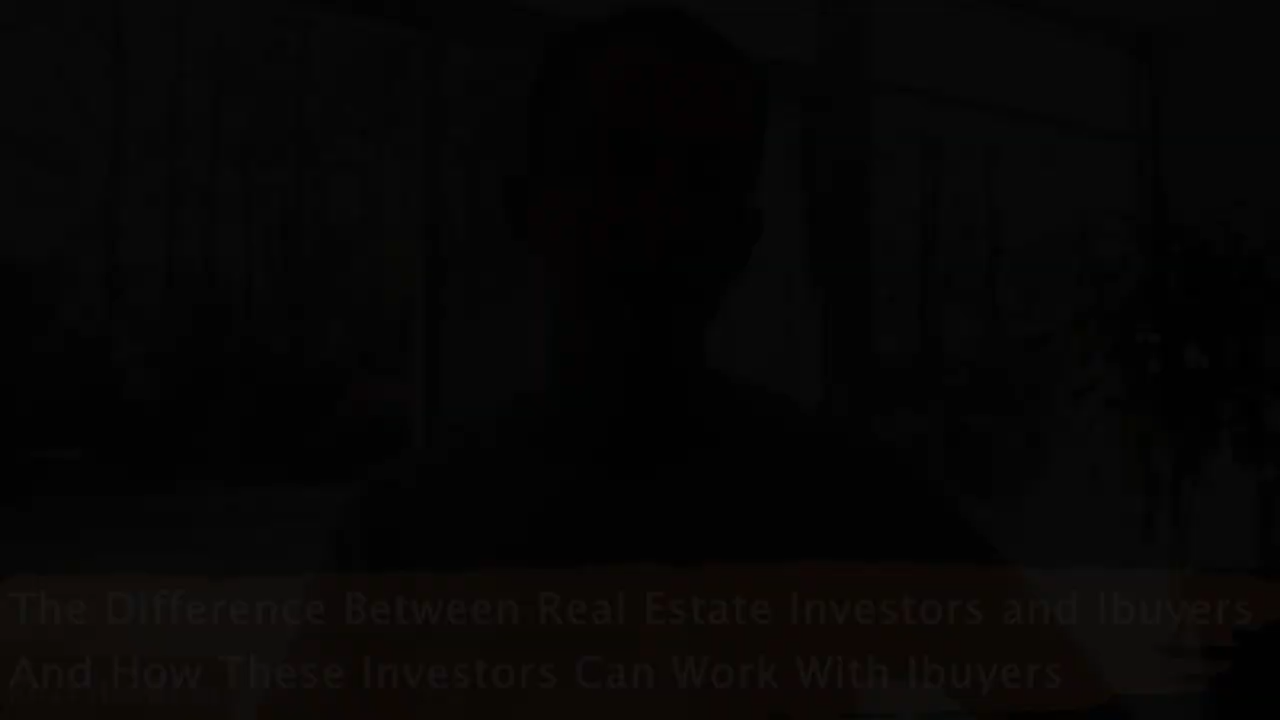 The Difference Between Real Estate Investors and Ibuyers
And How These Investors Can Work With Ibuyers